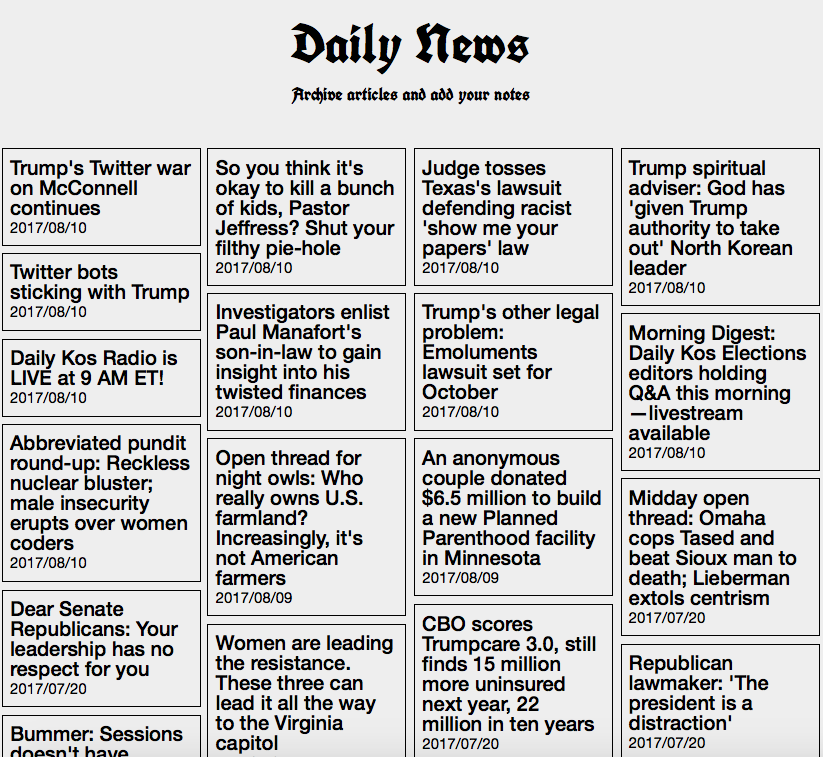 Daily News
Archive articles and add your notes
Trump's Twitter war
on McConnell
continues
2017/08/10
Twitter bots
sticking with Trump
2017/08/10
Daily Kos Radio is
LIVE at 9 AM ET!
2017/08/10
Abbreviated pundit
round-up: Reckless
nuclear bluster;
male insecurity
erupts over women
coders
2017/08/10
Dear Senate
Republicans: Your
leadership has no
respect for you
2017/07/20
Bummer: Sessions
doesn't have
So you think it's
okay to kill a bunch
of kids, Pastor
Jeffress? Shut your
filthy pie-hole
2017/08/10
Investigators enlist
Paul Manafort's
son-in-law to gain
insight into his
twisted finances
2017/08/10
Open thread for
night owls: Who
really owns U.S.
farmland?
Increasingly, it's
not American
farmers
2017/08/09
Women are leading
the resistance.
These three can
lead it all the way
to the Virginia
capitol
Judge tosses
Texas's lawsuit
defending racist
'show me your
papers' law
2017/08/10
Trump's other legal
problem:
Emoluments
lawsuit set for
October
2017/08/10
An anonymous
couple donated
$6.5 million to build
a new Planned
Parenthood facility
in Minnesota
2017/08/09
CBO scores
Trumpcare 3.0, still
finds 15 million
more uninsured
next year, 22
million in ten years
2017/07/20
Trump spiritual
adviser: God has
'given Trump
authority to take
out' North Korean
leader
2017/08/10
Morning Digest:
Daily Kos Elections
editors holding
Q&A this morning
—livestream
available
2017/08/10
Midday open
thread: Omaha
cops Tased and
beat Sioux man to
death; Lieberman
extols centrism
2017/07/20
Republican
lawmaker: 'The
president is a
distraction'
2017/07/20